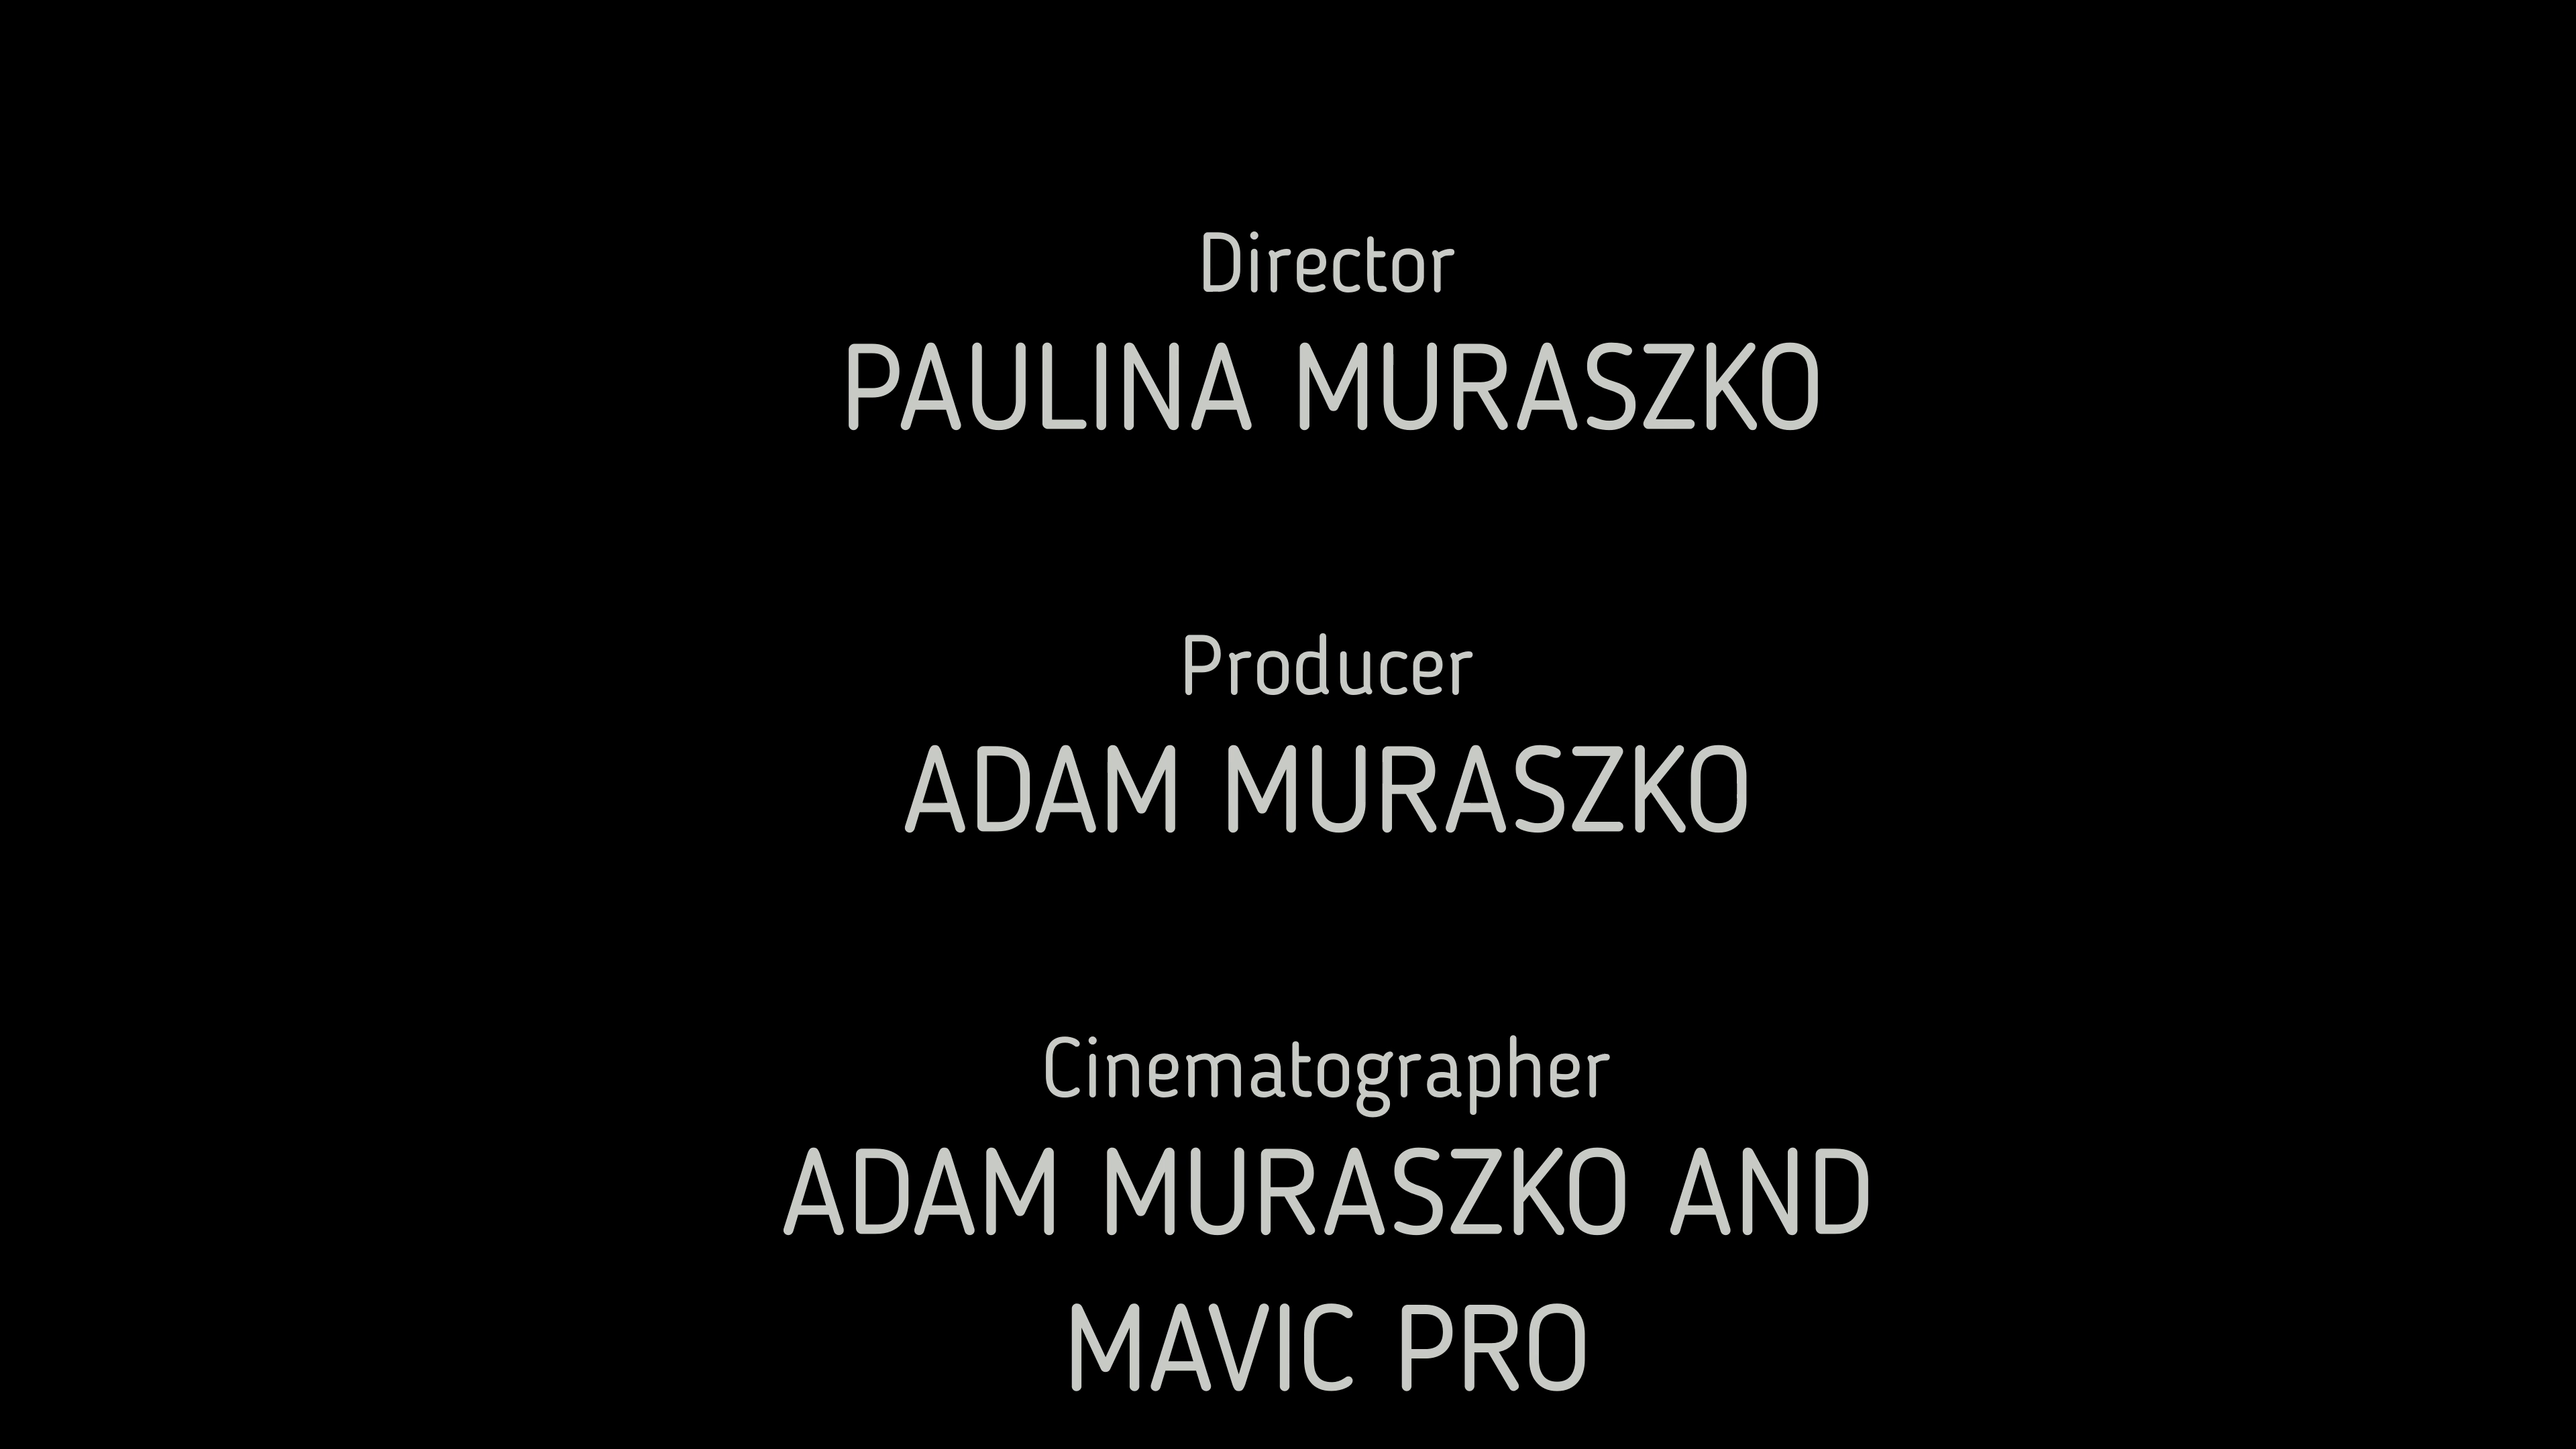 Director
PAULINA MURASZKO
Producer
ADAM MURASZKO
Cinematographer
ADAM MURASZKO AND
MAVIC PRO